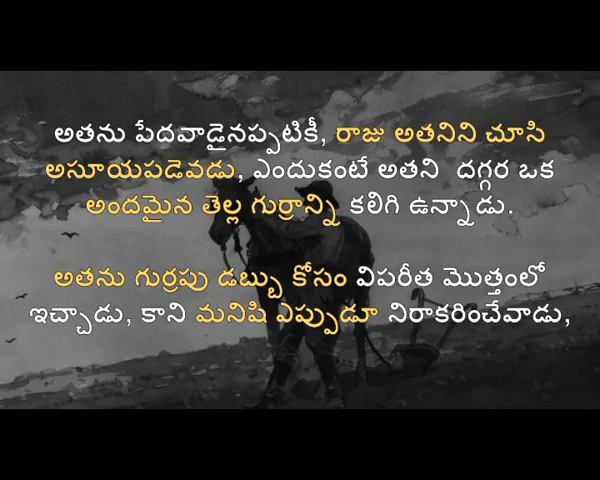 అతను పేదవాడైనప్పటికీ, రాజు అతనిని చూసి
అసూయపడెవడు, ఎందుకంటే అతని దగ్గర ఒక
అందమైన తెల్ల గుర్రాన్ని కలిగి ఉన్నాడు.
అతను గుర్రపు డబ్బు కోసం విపరీత మొత్తంలో
ఇచ్చాడు, కాని మనిషి ఎప్పుడూ నిరాకరించేవాడు,